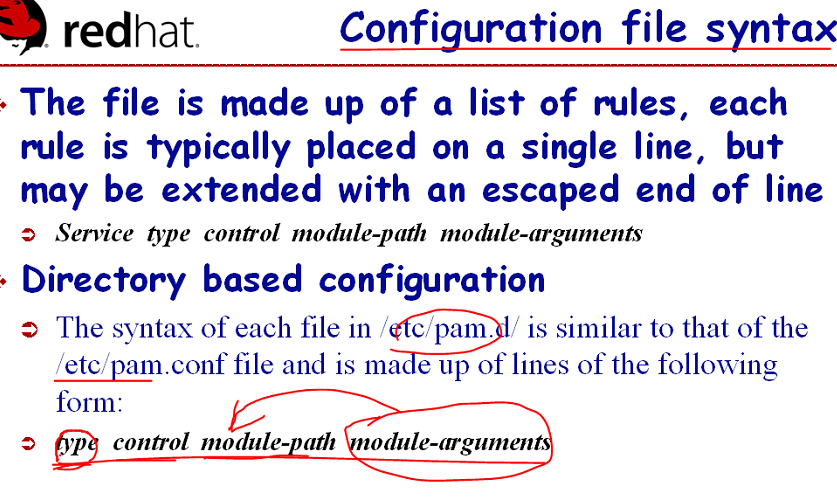 redhat.
Configuration file syntax
The file is made up of a list of rules, each
rule is typically placed on a single line, but
may be extended with an escaped end of line
Service type control module-path module-arguments
Directory based configuration
The syntax of each file in /etc/pam.d/ is similar to that of the
/etc/pam.conf file and is made up of lines of the following
form:
type control module-path module-arguments